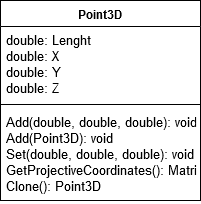 Point3D
double: Lenght
double: X
double: Y
double: Z
Add(double, double, double): void
Add(Point3D): void
Set(double, double, double): void
GetProjectiveCoordinates(): Matri
Clone(): Point3D